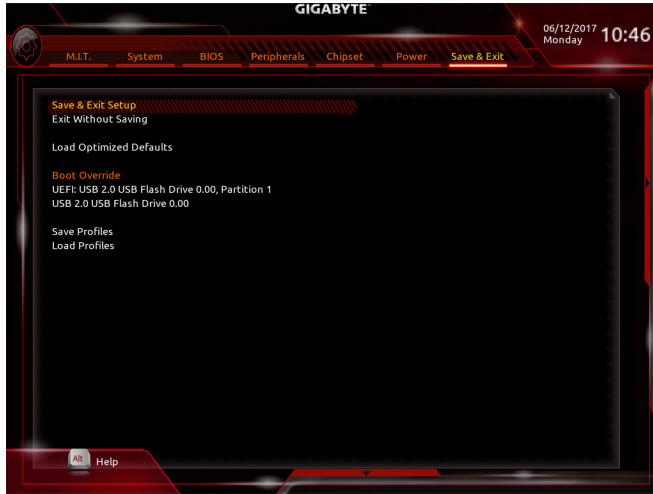 GIGABYTE™
06/12/2017
Monday
10:46
M.I.T. System BIOS Peripherals Chipset Power Save & Exit
Save & Exit Setup
Exit Without Saving
Load Optimized Defaults
Boot Override
UEFI: USB 2.0 USB Flash Drive 0.00, Partition 1
USB 2.0 USB Flash Drive 0.00
Save Profiles
Load Profiles
Alt Help